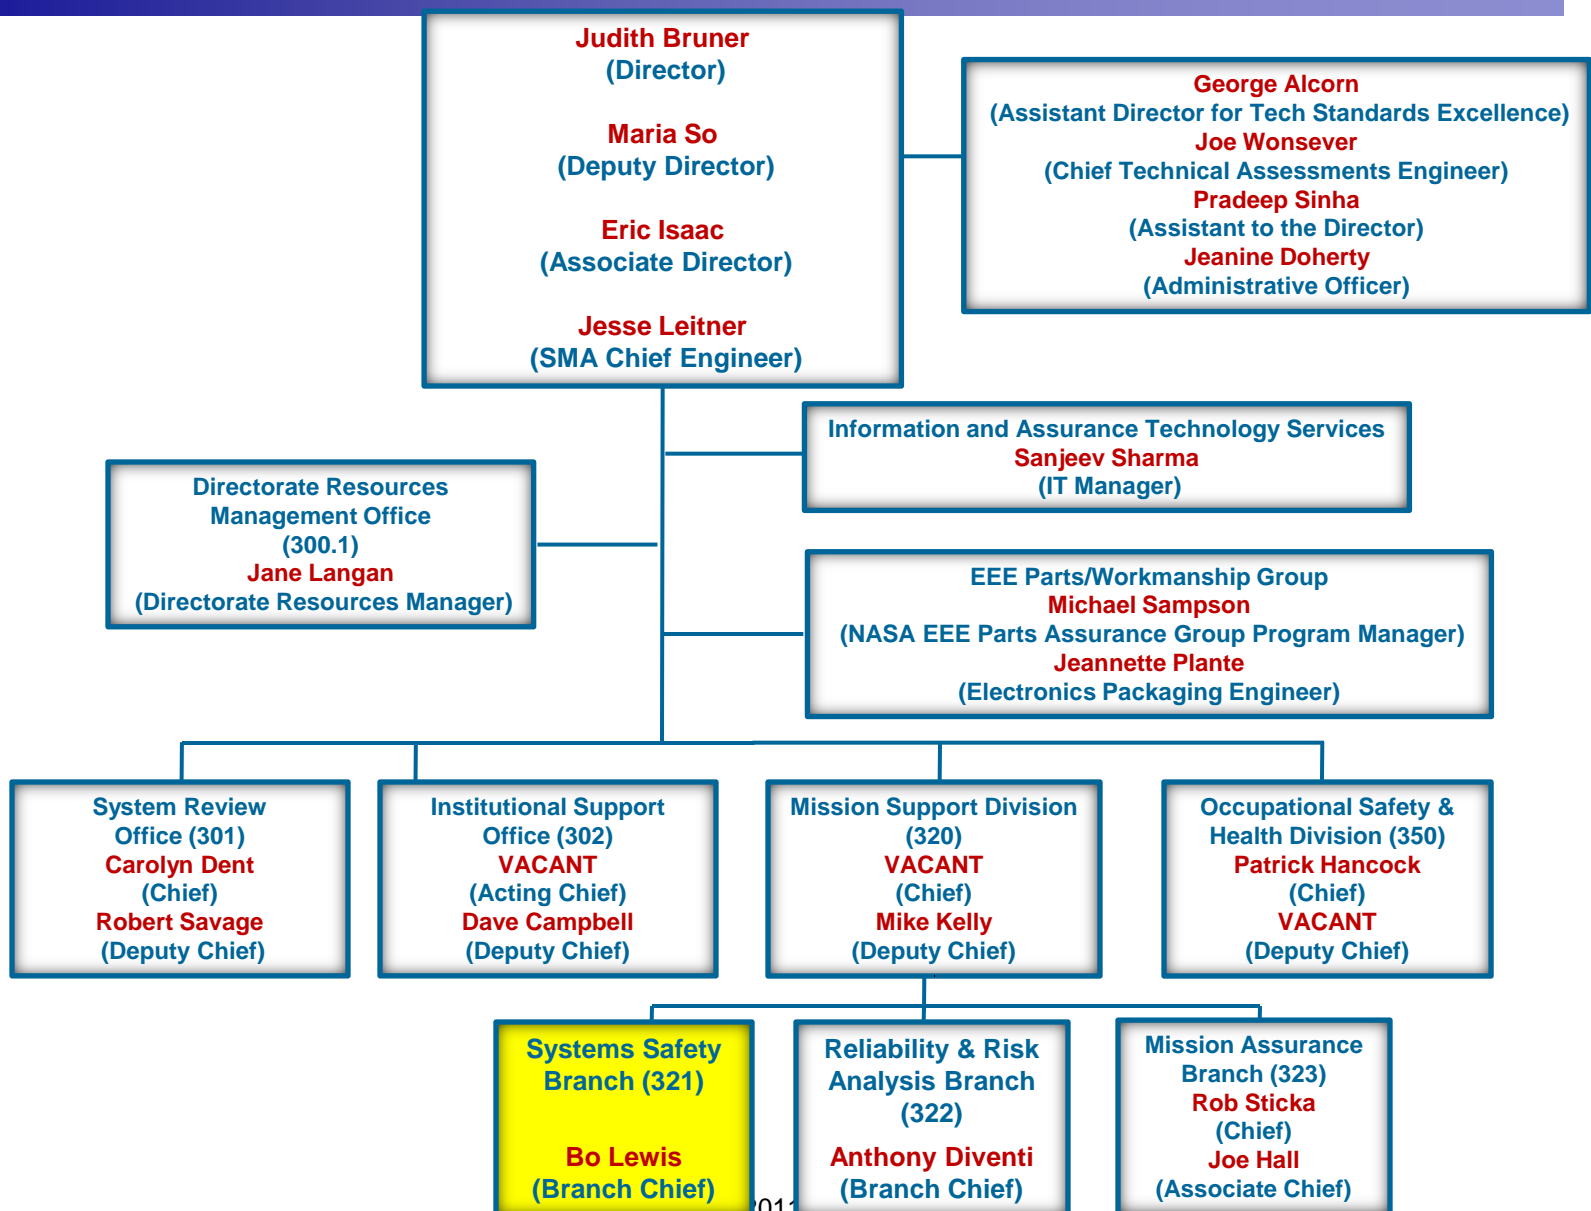 Judith Bruner
(Director)
Maria So
(Deputy Director)
Eric Isaac
(Associate Director)
Jesse Leitner
(SMA Chief Engineer)
George Alcorn
(Assistant Director for Tech Standards Excellence)
Joe Wonsever
(Chief Technical Assessments Engineer)
Pradeep Sinha
(Assistant to the Director)
Jeanine Doherty
(Administrative Officer)
Information and Assurance Technology Services
Sanjeev Sharma
(IT Manager)
Directorate Resources
Management Office
(300.1)
Jane Langan
(Directorate Resources Manager)
EEE Parts/Workmanship Group
Michael Sampson
(NASA EEE Parts Assurance Group Program Manager)
Jeannette Plante
(Electronics Packaging Engineer)
System Review
Office (301)
Carolyn Dent
(Chief)
Robert Savage
(Deputy Chief)
Institutional Support
Office (302)
VACANT
(Acting Chief)
Dave Campbell
(Deputy Chief)
Mission Support Division
(320)
VACANT
(Chief)
Mike Kelly
(Deputy Chief)
Occupational Safety &
Health Division (350)
Patrick Hancock
(Chief)
VACANT
(Deputy Chief)
Systems Safety
Branch (321)
Bo Lewis
(Branch Chief)
Reliability & Risk
Analysis Branch
(322)
Anthony Diventi
(Branch Chief)
Mission Assurance
Branch (323)
Rob Sticka
(Chief)
Joe Hall
(Associate Chief)